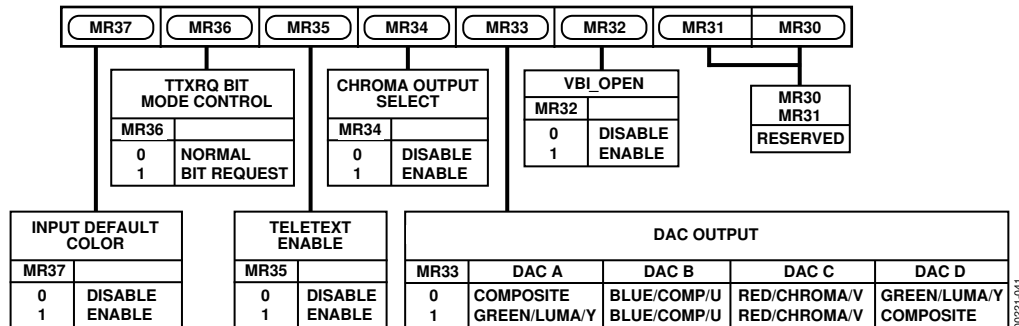 MR37 MR36 MR35 MR34 MR33 MR32 MR31 MR30
TTXRQ BIT
MODE CONTROL
MR36
0 NORMAL
1 BIT REQUEST
CHROMA OUTPUT
SELECT
MR34
0 DISABLE
1 ENABLE
VBI_OPEN
MR32
0 DISABLE
1 ENABLE
MR30
MR31
RESERVED
INPUT DEFAULT
COLOR
MR37
0 DISABLE
1 ENABLE
TELETEXT
ENABLE
MR35
0 DISABLE
1 ENABLE
DAC OUTPUT
MR33 DAC A DAC B DAC C DAC D
0 COMPOSITE BLUE/COMP/U RED/CHROMA/V GREEN/LUMA/Y
1 GREEN/LUMA/Y BLUE/COMP/U RED/CHROMA/V COMPOSITE